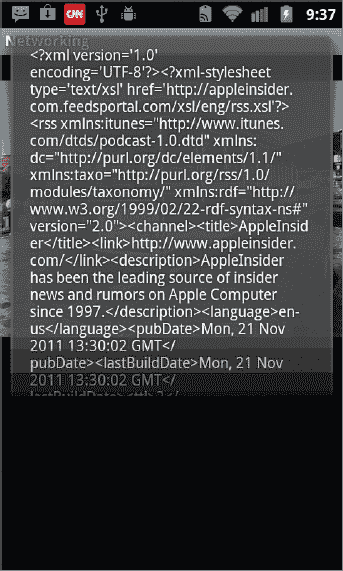 CNN
9:37
Networking
<?xml version='1.0'
encoding='UTF-8'?><?xml-stylesheet
type='text/xsl' href='http://appleinsider.
com.feedsportal.com/xsl/eng/rss.xsl'?>
<rss xmlns:itunes="http://www.itunes.
com/dtds/podcast-1.0.dtd" xmlns:
dc="http://purl.org/dc/elements/1.1/"
xmlns:taxo="http://purl.org/rss/1.0/
modules/taxonomy/" xmlns:rdf="http://
www.w3.org/1999/02/22-rdf-syntax-ns#"
version="2.0"><channel><title>AppleInsid
er</title><link>http://www.appleinsider.
com/</link><description>AppleInsider
has been the leading source of insider
news and rumors on Apple Computer
since 1997.</description><language>en-
us</language><pubDate>Mon, 21 Nov
2011 13:30:02 GMT</
pubDate><lastBuildDate>Mon, 21 Nov
2011 13:30:02 GMT</